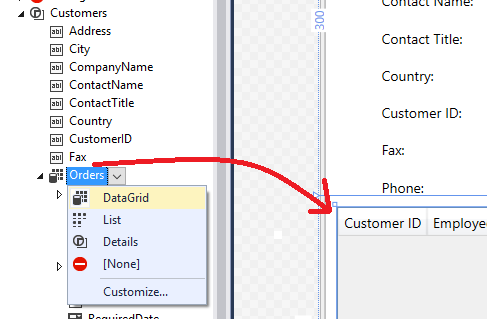 Customers
Address
City
CompanyName
ContactName
ContactTitle
Country
CustomerID
Fax
Orders
DataGrid
List
Details
[None]
Customize...
RequiredDate
300
Contact Name:
Contact Title:
Country:
Customer ID:
Fax:
Phone:
Customer ID